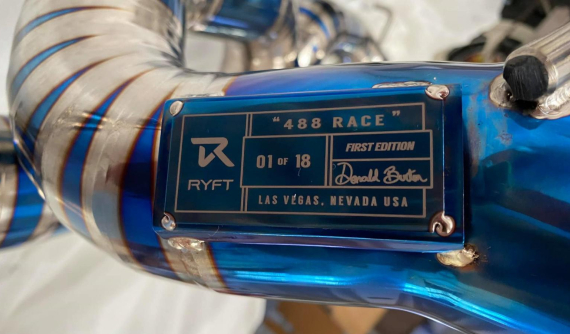 "488 RACE"
01 OF 18
FIRST EDITION
Donald Burton
RYFT
LAS VEGAS, NEVADA USA